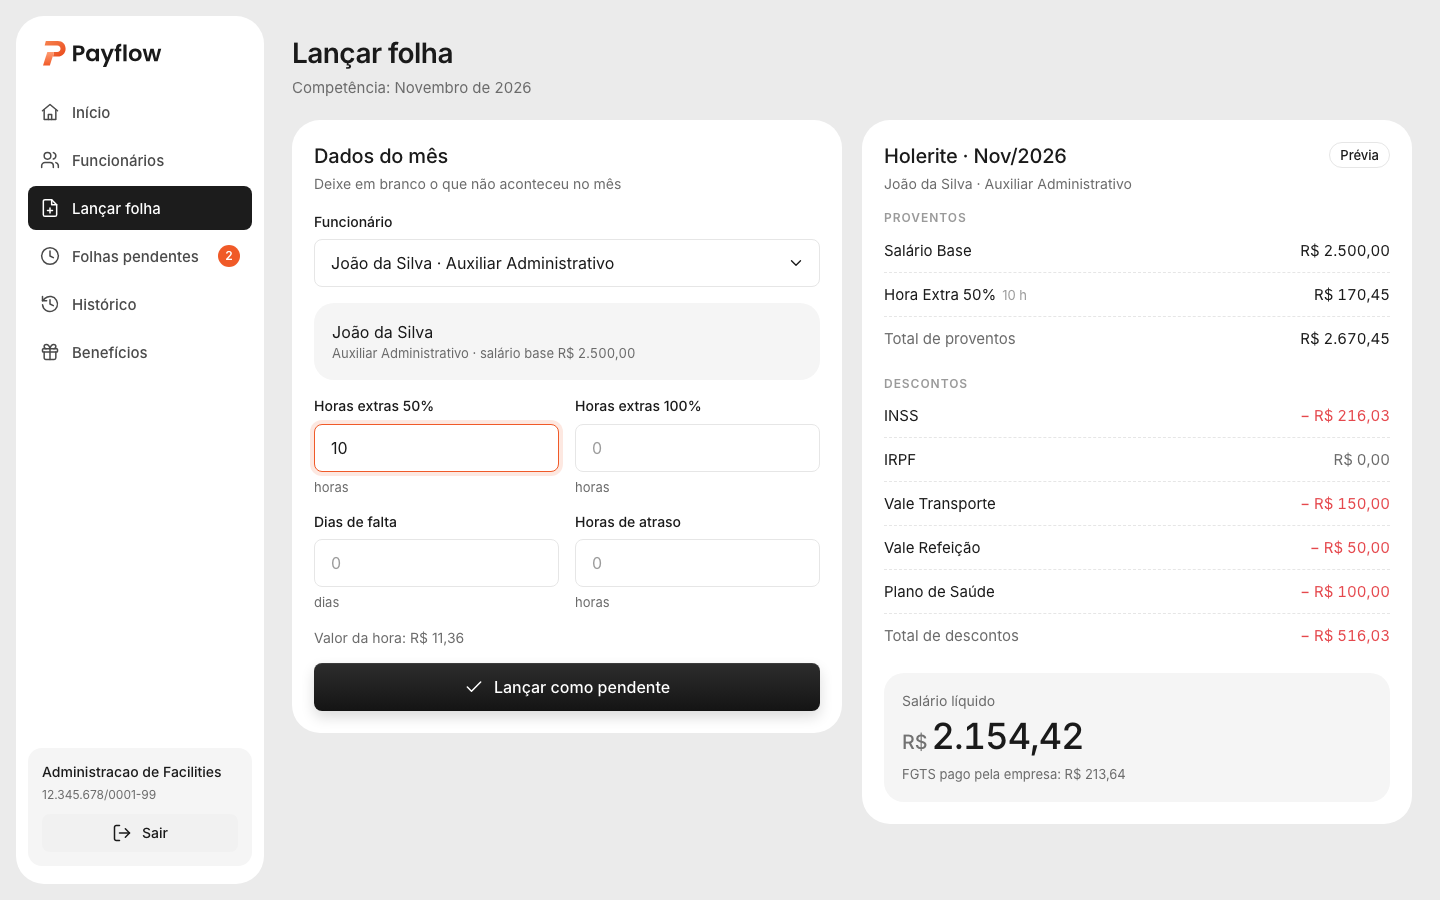 Payflow
Início
Funcionários
Lançar folha
Folhas pendentes 2
Histórico
Benefícios
Administracao de Facilities
12.345.678/0001-99
Sair
Lançar folha
Competência: Novembro de 2026
Dados do mês
Deixe em branco o que não aconteceu no mês
Funcionário
João da Silva · Auxiliar Administrativo
João da Silva
Auxiliar Administrativo · salário base R$ 2.500,00
Horas extras 50% Horas extras 100%
10 0
horas horas
Dias de falta Horas de atraso
0 0
dias horas
Valor da hora: R$ 11,36
Lançar como pendente
Holerite · Nov/2026 Prévia
João da Silva · Auxiliar Administrativo
PROVENTOS
Salário Base R$ 2.500,00
Hora Extra 50% 10 h R$ 170,45
Total de proventos R$ 2.670,45
DESCONTOS
INSS − R$ 216,03
IRPF R$ 0,00
Vale Transporte − R$ 150,00
Vale Refeição − R$ 50,00
Plano de Saúde − R$ 100,00
Total de descontos − R$ 516,03
Salário líquido
R$ 2.154,42
FGTS pago pela empresa: R$ 213,64